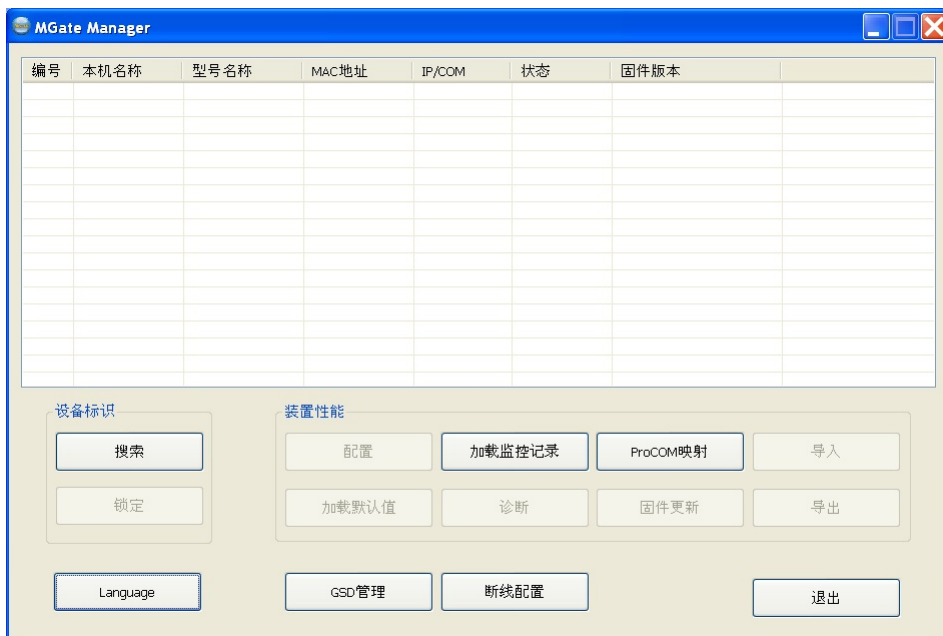 MGate Manager
编号 本机名称 型号名称 MAC地址 IP/COM 状态 固件版本
设备标识 装置性能
搜索 配置 加载监控记录 ProCOM映射 导入
锁定 加载默认值 诊断 固件更新 导出
Language GSD管理 断线配置 退出